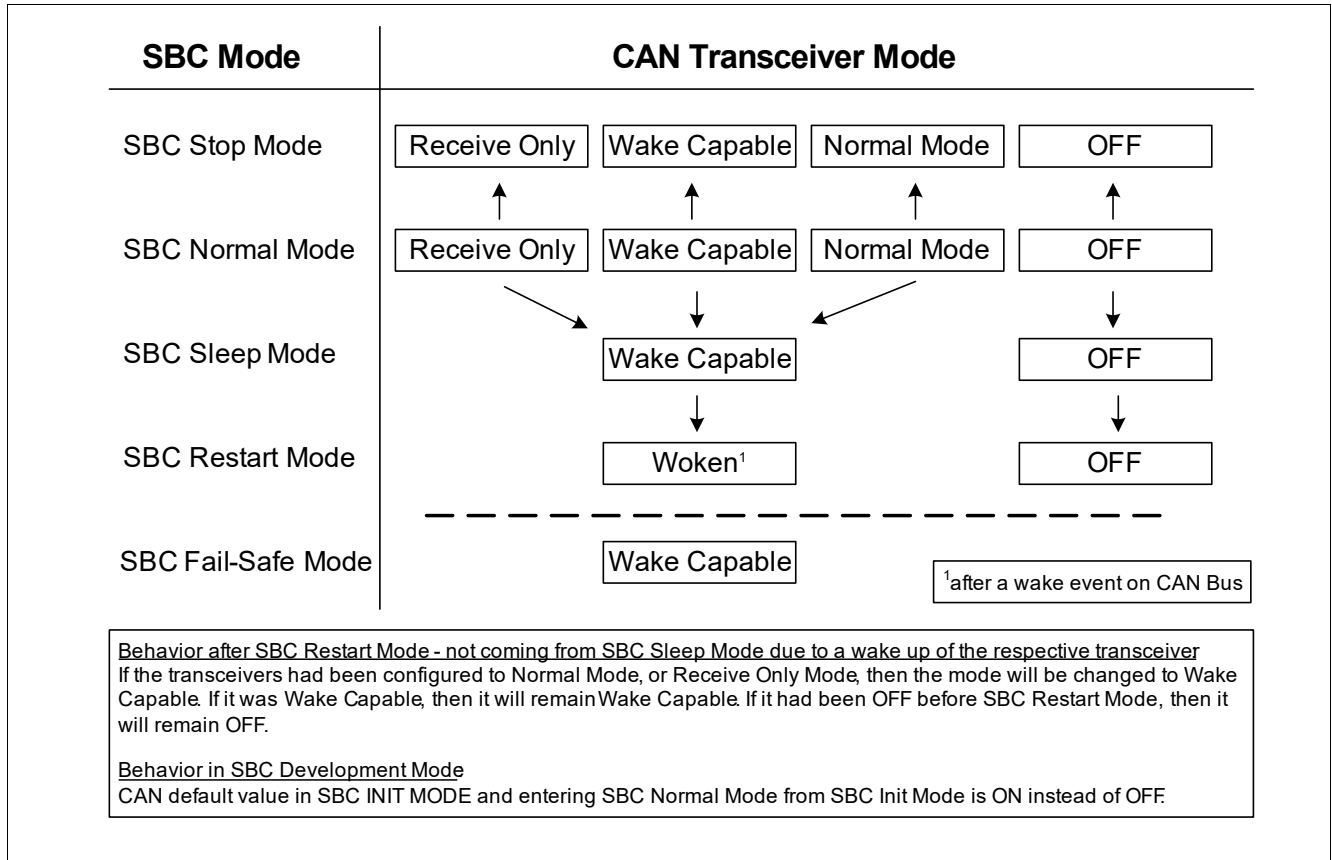 SBC Mode CAN Transceiver Mode
SBC Stop Mode Receive Only Wake Capable Normal Mode OFF
SBC Normal Mode Receive Only Wake Capable Normal Mode OFF
SBC Sleep Mode Wake Capable OFF
SBC Restart Mode Woken¹ OFF
SBC Fail-Safe Mode Wake Capable
¹after a wake event on CAN Bus
Behavior after SBC Restart Mode - not coming from SBC Sleep Mode due to a wake up of the respective transceiver
If the transceivers had been configured to Normal Mode, or Receive Only Mode, then the mode will be changed to Wake
Capable. If it was Wake Capable, then it will remain Wake Capable. If it had been OFF before SBC Restart Mode, then it
will remain OFF.
Behavior in SBC Development Mode
CAN default value in SBC INIT MODE and entering SBC Normal Mode from SBC Init Mode is ON instead of OFF.